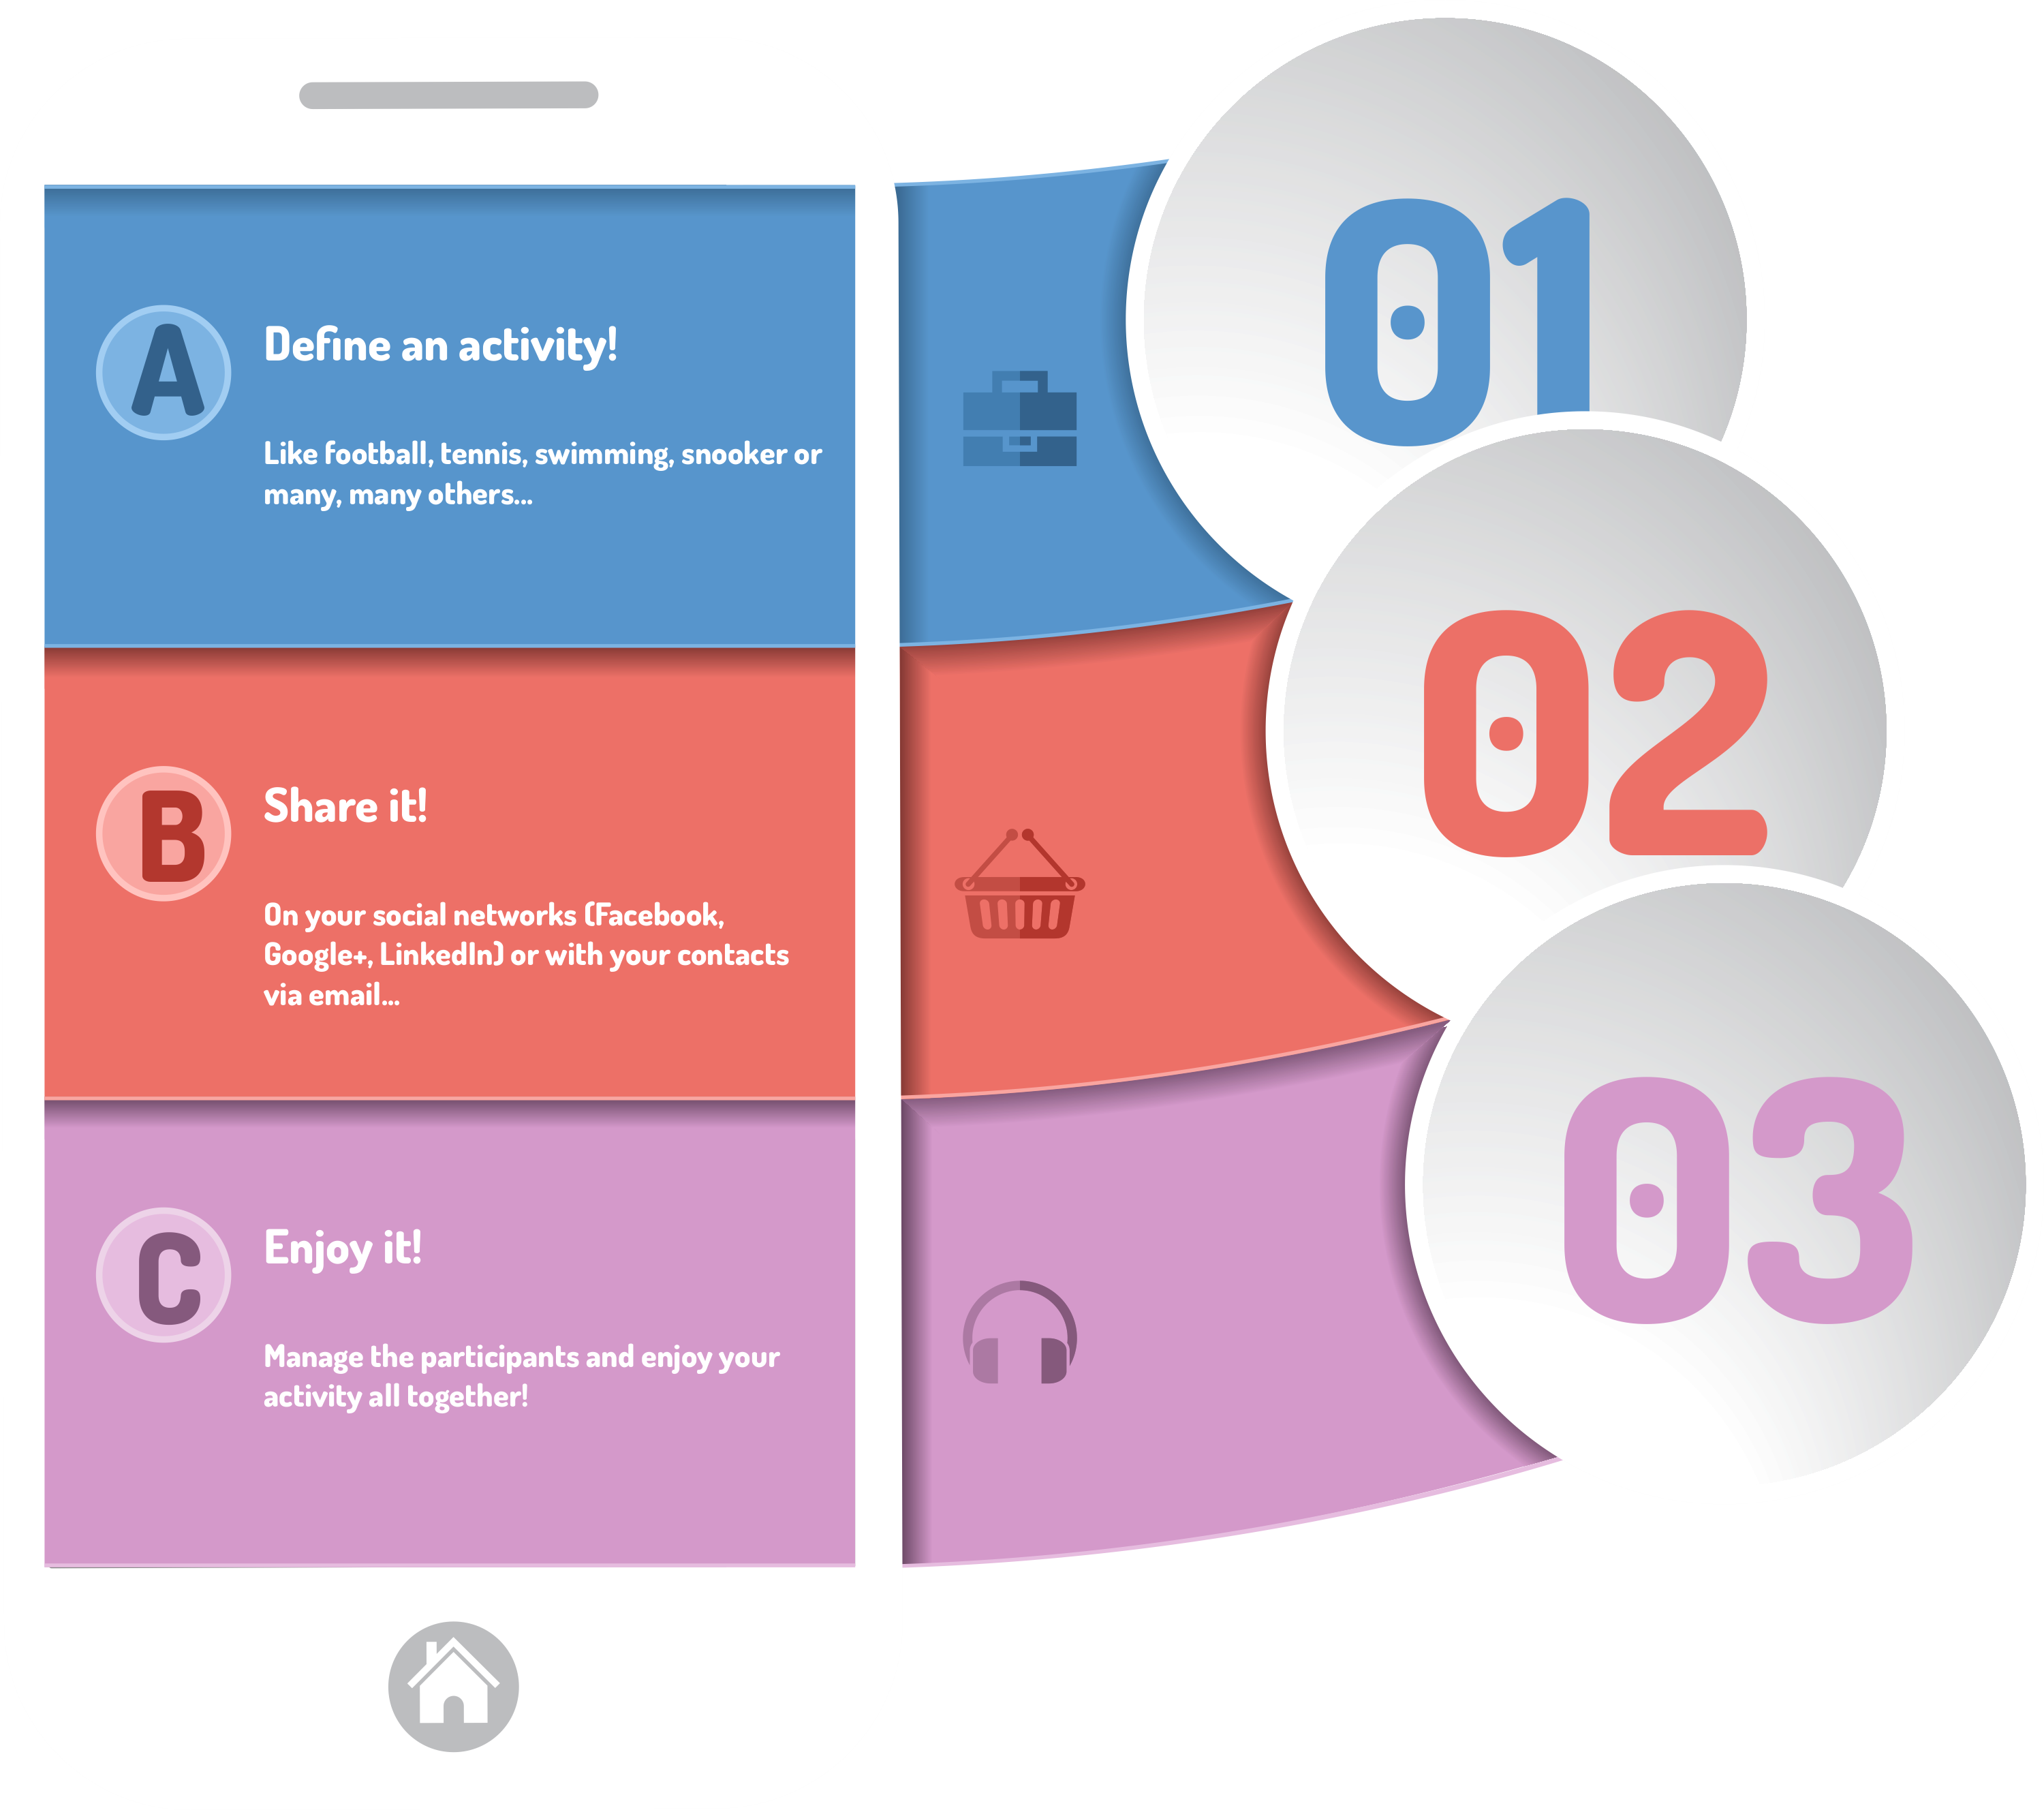 01
A
Define an activity!
Like football, tennis, swimming, snooker or
many, many others...
02
B
Share it!
On your social networks (Facebook,
Google+, LinkedIn) or with your contacts
via email...
03
C
Enjoy it!
Manage the participants and enjoy your
activity all together!